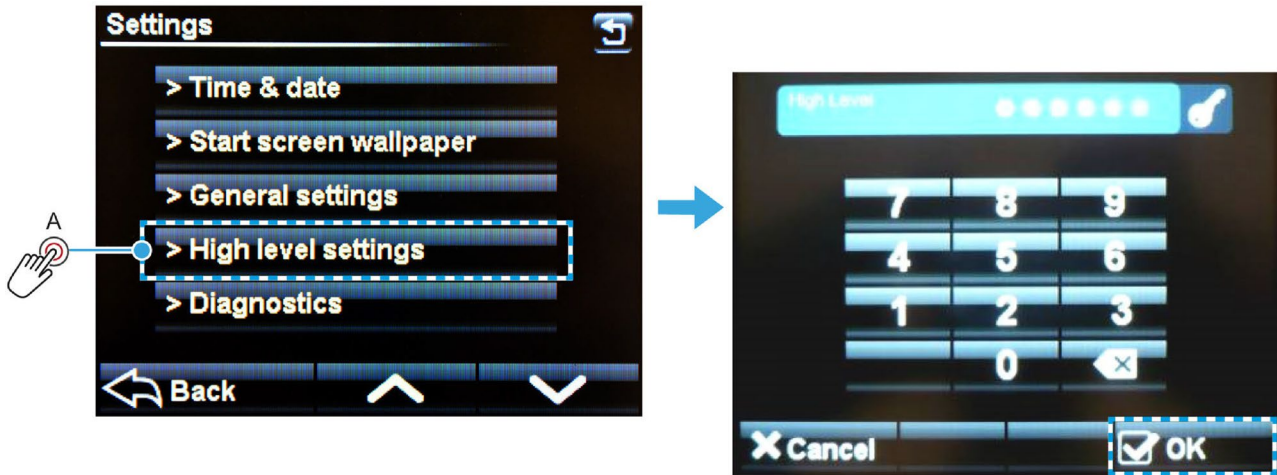 Settings
> Time & date
> Start screen wallpaper
> General settings
A
> High level settings
> Diagnostics
Back
High Level
7 8 9
4 5 6
1 2 3
0
Cancel
OK